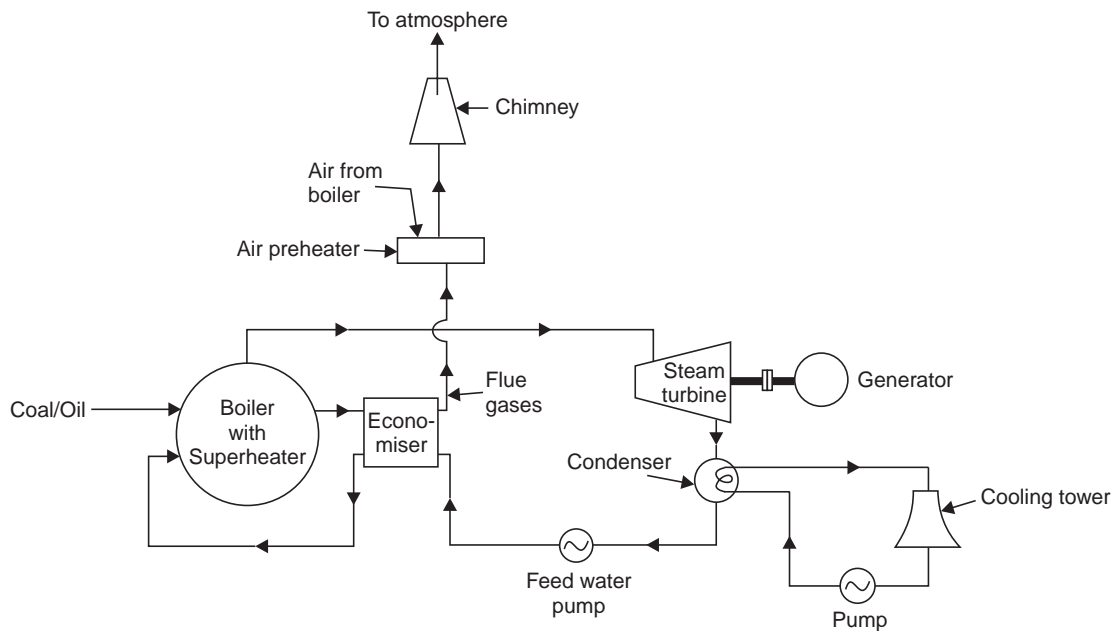 To atmosphere
Chimney
Air from
boiler
Air preheater
Flue
gases
Steam
turbine
Generator
Coal/Oil
Boiler
with
Superheater
Econo-
miser
Condenser
Cooling tower
Feed water
pump
Pump